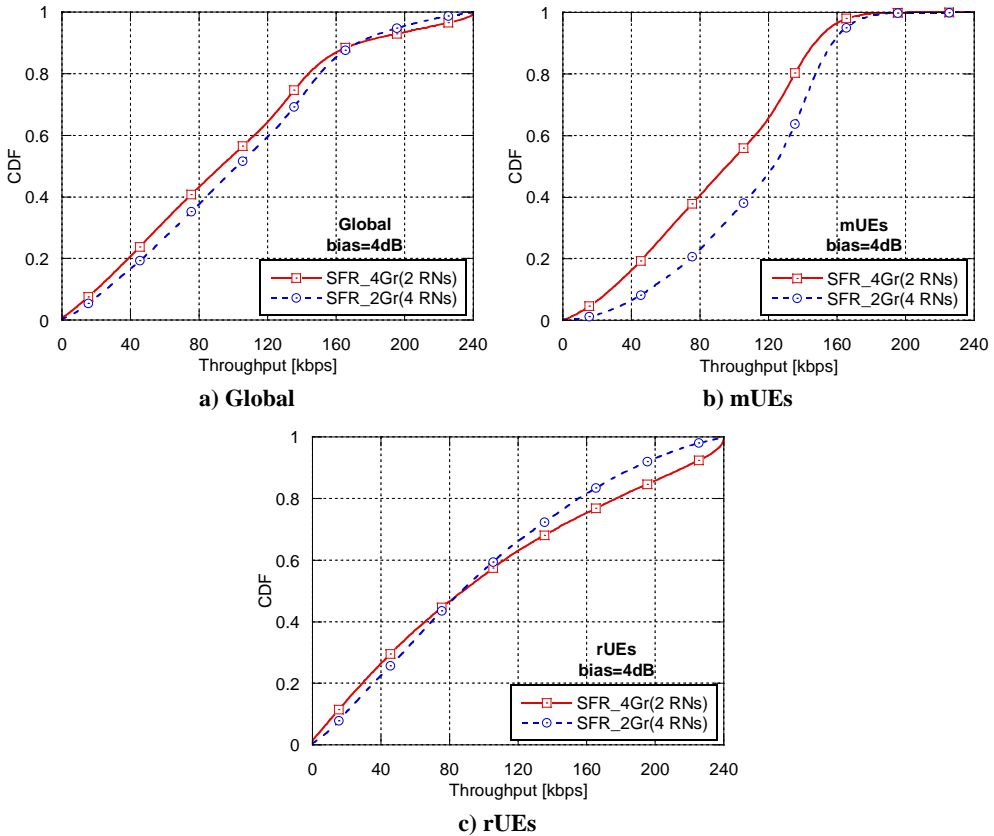 1
0.8
0.6
0.4
0.2
0
CDF
0 40 80 120 160 200 240
Throughput [kbps]
Global
bias=4dB
SFR_4Gr(2 RNs)
SFR_2Gr(4 RNs)
a) Global
1
0.8
0.6
0.4
0.2
0
CDF
0 40 80 120 160 200 240
Throughput [kbps]
mUEs
bias=4dB
SFR_4Gr(2 RNs)
SFR_2Gr(4 RNs)
b) mUEs
1
0.8
0.6
0.4
0.2
0
CDF
0 40 80 120 160 200 240
Throughput [kbps]
rUEs
bias=4dB
SFR_4Gr(2 RNs)
SFR_2Gr(4 RNs)
c) rUEs